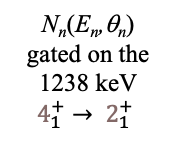 Nₙ(Eₙ, θₙ)
gated on the
1238 keV
4₁⁺ → 2₁⁺